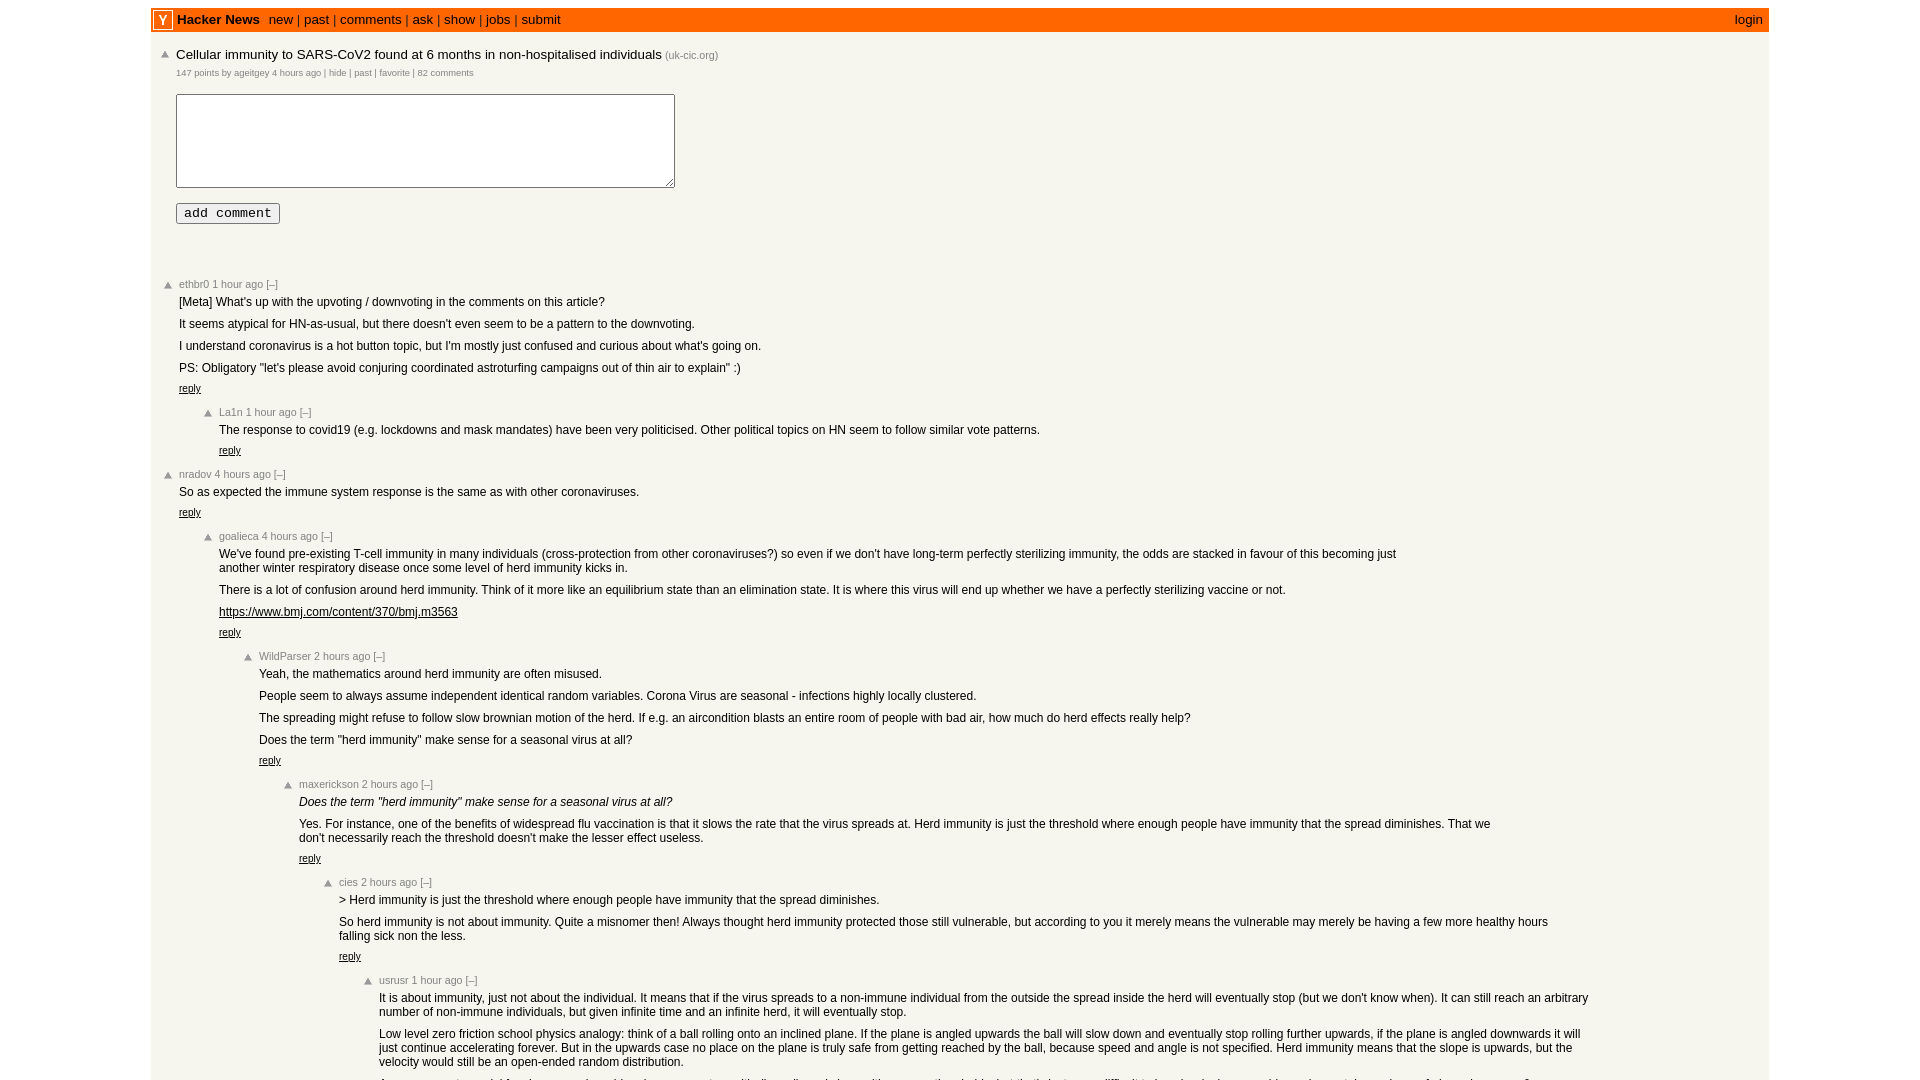 Y Hacker News new | past | comments | ask | show | jobs | submit login
Cellular immunity to SARS-CoV2 found at 6 months in non-hospitalised individuals (uk-cic.org)
147 points by ageitgey 4 hours ago | hide | past | favorite | 82 comments
add comment
ethbr0 1 hour ago [–]
[Meta] What's up with the upvoting / downvoting in the comments on this article?
It seems atypical for HN-as-usual, but there doesn't even seem to be a pattern to the downvoting.
I understand coronavirus is a hot button topic, but I'm mostly just confused and curious about what's going on.
PS: Obligatory "let's please avoid conjuring coordinated astroturfing campaigns out of thin air to explain" :)
reply
La1n 1 hour ago [–]
The response to covid19 (e.g. lockdowns and mask mandates) have been very politicised. Other political topics on HN seem to follow similar vote patterns.
reply
nradov 4 hours ago [–]
So as expected the immune system response is the same as with other coronaviruses.
reply
goalieca 4 hours ago [–]
We've found pre-existing T-cell immunity in many individuals (cross-protection from other coronaviruses?) so even if we don't have long-term perfectly sterilizing immunity, the odds are stacked in favour of this becoming just
another winter respiratory disease once some level of herd immunity kicks in.
There is a lot of confusion around herd immunity. Think of it more like an equilibrium state than an elimination state. It is where this virus will end up whether we have a perfectly sterilizing vaccine or not.
https://www.bmj.com/content/370/bmj.m3563
reply
WildParser 2 hours ago [–]
Yeah, the mathematics around herd immunity are often misused.
People seem to always assume independent identical random variables. Corona Virus are seasonal - infections highly locally clustered.
The spreading might refuse to follow slow brownian motion of the herd. If e.g. an aircondition blasts an entire room of people with bad air, how much do herd effects really help?
Does the term "herd immunity" make sense for a seasonal virus at all?
reply
maxerickson 2 hours ago [–]
Does the term "herd immunity" make sense for a seasonal virus at all?
Yes. For instance, one of the benefits of widespread flu vaccination is that it slows the rate that the virus spreads at. Herd immunity is just the threshold where enough people have immunity that the spread diminishes. That we
don't necessarily reach the threshold doesn't make the lesser effect useless.
reply
cies 2 hours ago [–]
> Herd immunity is just the threshold where enough people have immunity that the spread diminishes.
So herd immunity is not about immunity. Quite a misnomer then! Always thought herd immunity protected those still vulnerable, but according to you it merely means the vulnerable may merely be having a few more healthy hours
falling sick non the less.
reply
usrusr 1 hour ago [–]
It is about immunity, just not about the individual. It means that if the virus spreads to a non-immune individual from the outside the spread inside the herd will eventually stop (but we don't know when). It can still reach an arbitrary
number of non-immune individuals, but given infinite time and an infinite herd, it will eventually stop.
Low level zero friction school physics analogy: think of a ball rolling onto an inclined plane. If the plane is angled upwards the ball will slow down and eventually stop rolling further upwards, if the plane is angled downwards it will
just continue accelerating forever. But in the upwards case no place on the plane is truly safe from getting reached by the ball, because speed and angle is not specified. Herd immunity means that the slope is upwards, but the
velocity would still be an open-ended random distribution.